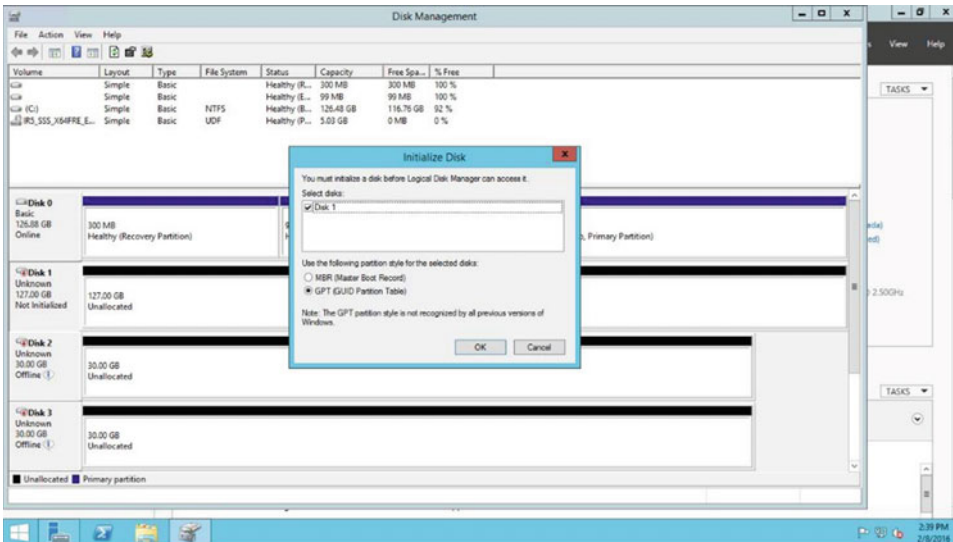 Disk Management
View Help
File Action View Help
Volume Layout Type File System Status Capacity Free Spa... % Free
Simple Basic Healthy (R... 300 MB 300 MB 100 %
Simple Basic Healthy (E... 99 MB 99 MB 100 %
(C:) Simple Basic NTFS Healthy (B... 126.48 GB 116.76 GB 92 %
IR5_SSS_X64FRE_E... Simple Basic UDF Healthy (P... 5.03 GB 0 MB 0 %
TASKS
Initialize Disk
You must initialize a disk before Logical Disk Manager can access it.
Select disks:
Disk 1
Use the following partition style for the selected disks:
MBR (Master Boot Record)
GPT (GUID Partition Table)
Note: The GPT partition style is not recognized by all previous versions of
Windows.
OK Cancel
Disk 0
Basic
126.88 GB
Online
300 MB
Healthy (Recovery Partition)
, Primary Partition)
Disk 1
Unknown
127.00 GB
Not Initialized
127.00 GB
Unallocated
2.50GHz
Disk 2
Unknown
30.00 GB
Offline
30.00 GB
Unallocated
TASKS
Disk 3
Unknown
30.00 GB
Offline
30.00 GB
Unallocated
Unallocated Primary partition
2:39 PM
2/8/2016